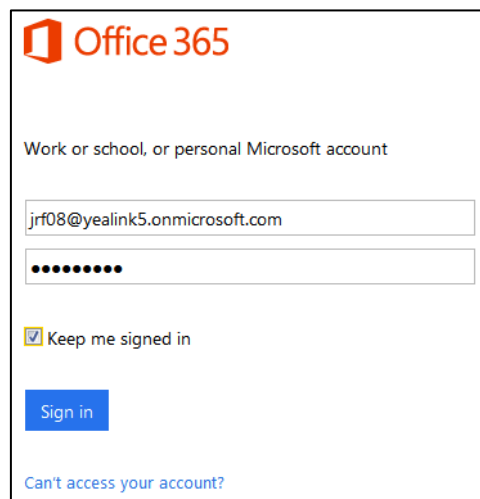 Office 365
Work or school, or personal Microsoft account
jrf08@yealink5.onmicrosoft.com
•••••••••
Keep me signed in
Sign in
Can't access your account?